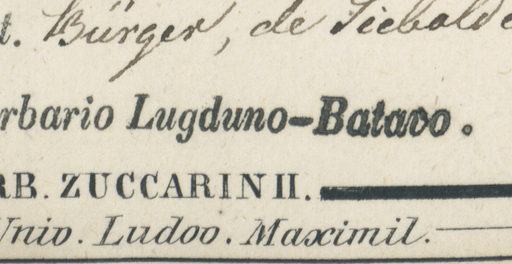 t. Bürger, de Siebold
rbario Lugduno-Batavo.
RB. ZUCCARINII.
Univ. Ludov. Maximil.